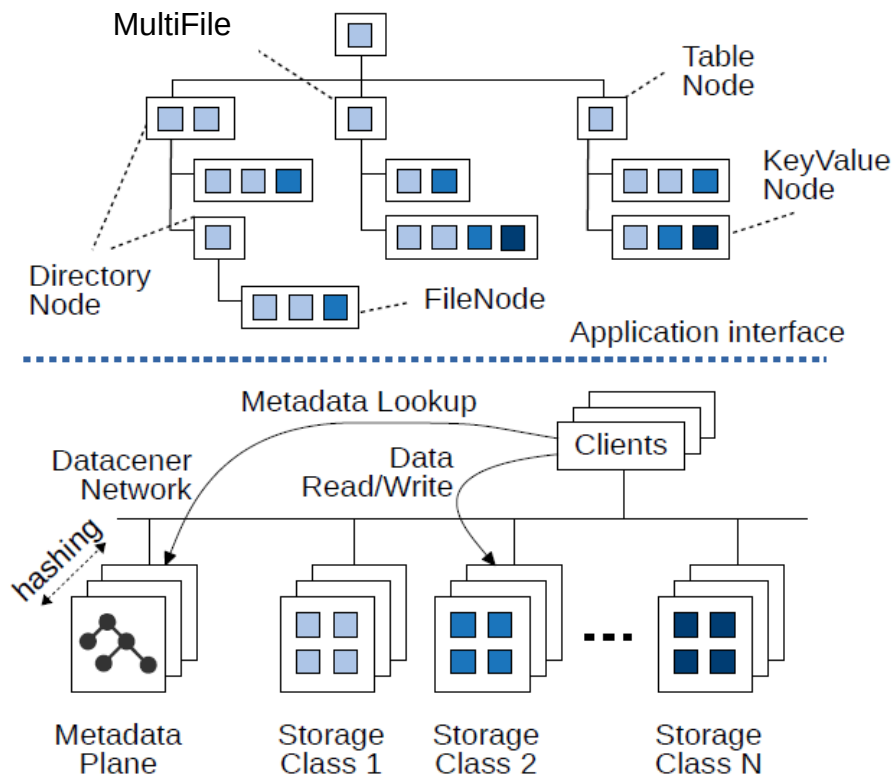 MultiFile
Table
Node
KeyValue
Node
Directory
Node
FileNode
Application interface
Metadata Lookup
Clients
Datacener
Network
Data
Read/Write
hashing
Metadata
Plane
Storage
Class 1
Storage
Class 2
Storage
Class N